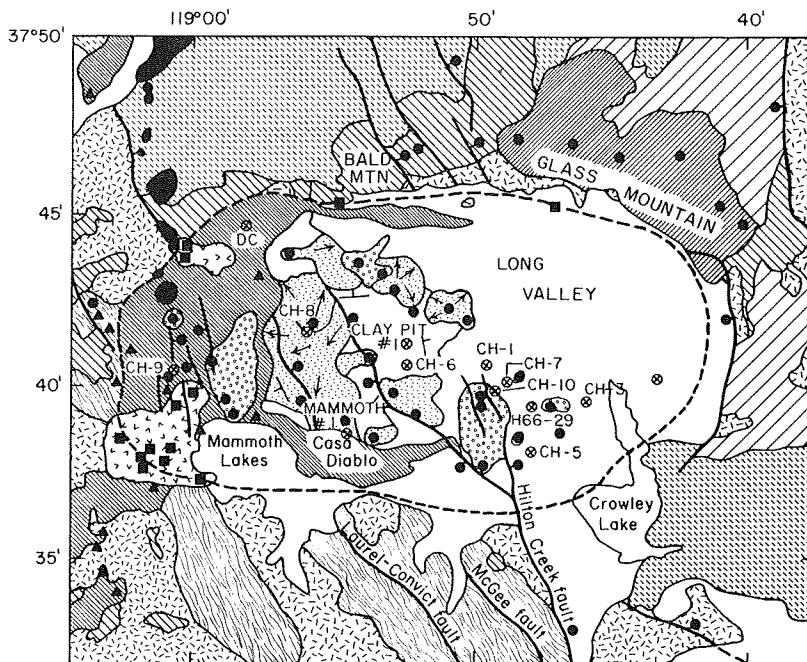 119°00'
50'
40'
37°50'
BALD
MTN
GLASS MOUNTAIN
45'
DC
LONG
VALLEY
CH-8
CLAY PIT
#1
CH-1
CH-7
CH-6
CH-9
40'
CH-10
CH-3
MAMMOTH
#1
H66-29
Mammoth
Lakes
Casa
Diablo
CH-5
Crowley
Lake
35'
Laurel-Convict fault
McGee fault
Hilton Creek fault